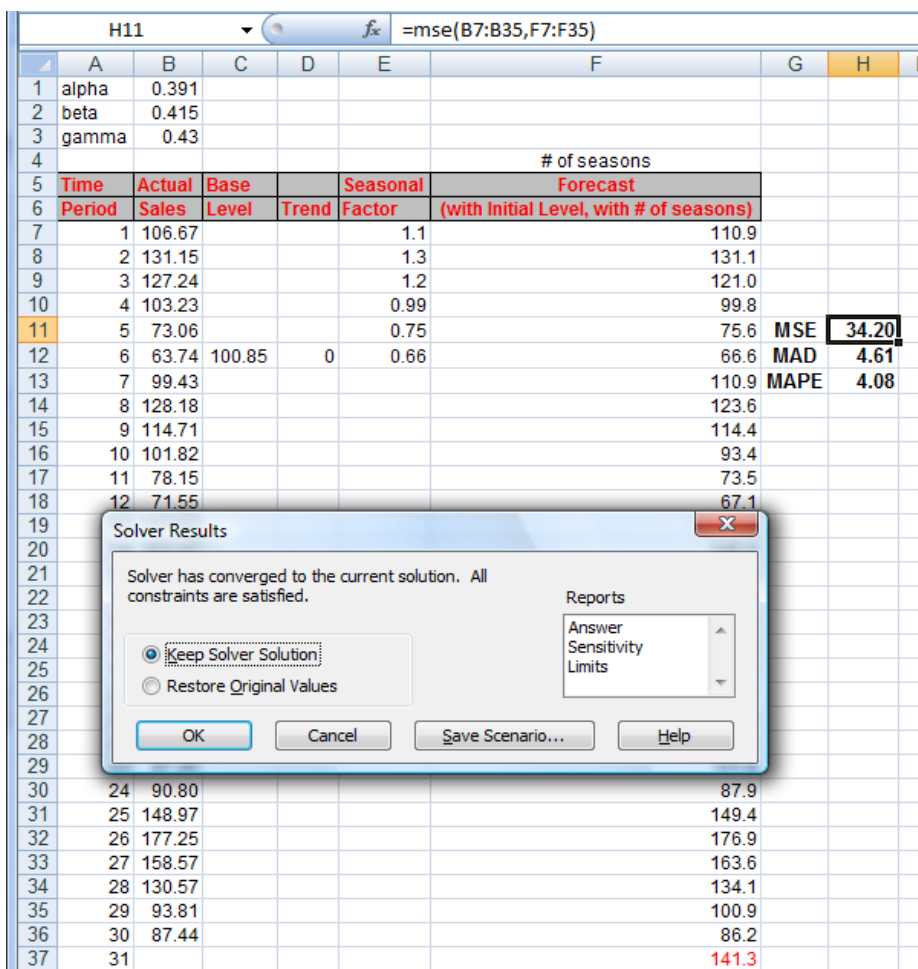 H11 fx =mse(B7:B35,F7:F35)
A B C D E F G H
1 alpha 0.391
2 beta 0.415
3 gamma 0.43
4 # of seasons
5 Time Actual Base Seasonal Forecast
6 Period Sales Level Trend Factor (with Initial Level, with # of seasons)
7 1 106.67 1.1 110.9
8 2 131.15 1.3 131.1
9 3 127.24 1.2 121.0
10 4 103.23 0.99 99.8
11 5 73.06 0.75 75.6 MSE 34.20
12 6 63.74 100.85 0 0.66 66.6 MAD 4.61
13 7 99.43 110.9 MAPE 4.08
14 8 128.18 123.6
15 9 114.71 114.4
16 10 101.82 93.4
17 11 78.15 73.5
18 12 71.55 67.1
19
20
21
22
23
24
25
26
27
28
29
Solver Results
Solver has converged to the current solution. All
constraints are satisfied.
Reports
Answer
Sensitivity
Limits
Keep Solver Solution
Restore Original Values
OK Cancel Save Scenario... Help
30 24 90.80 87.9
31 25 148.97 149.4
32 26 177.25 176.9
33 27 158.57 163.6
34 28 130.57 134.1
35 29 93.81 100.9
36 30 87.44 86.2
37 31 141.3